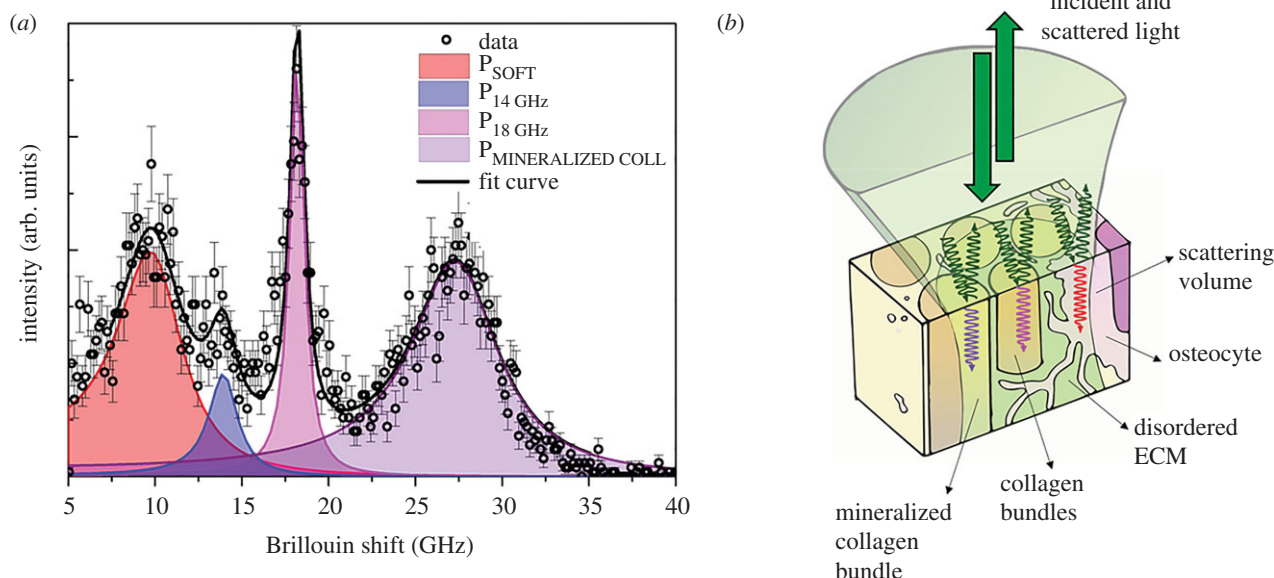 (a)
intensity (arb. units)
data
P_SOFT
P_14 GHz
P_18 GHz
P_MINERALIZED COLL
fit curve
5 10 15 20 25 30 35 40
Brillouin shift (GHz)
(b)
incident and
scattered light
scattering
volume
osteocyte
disordered
ECM
collagen
bundles
mineralized
collagen
bundle